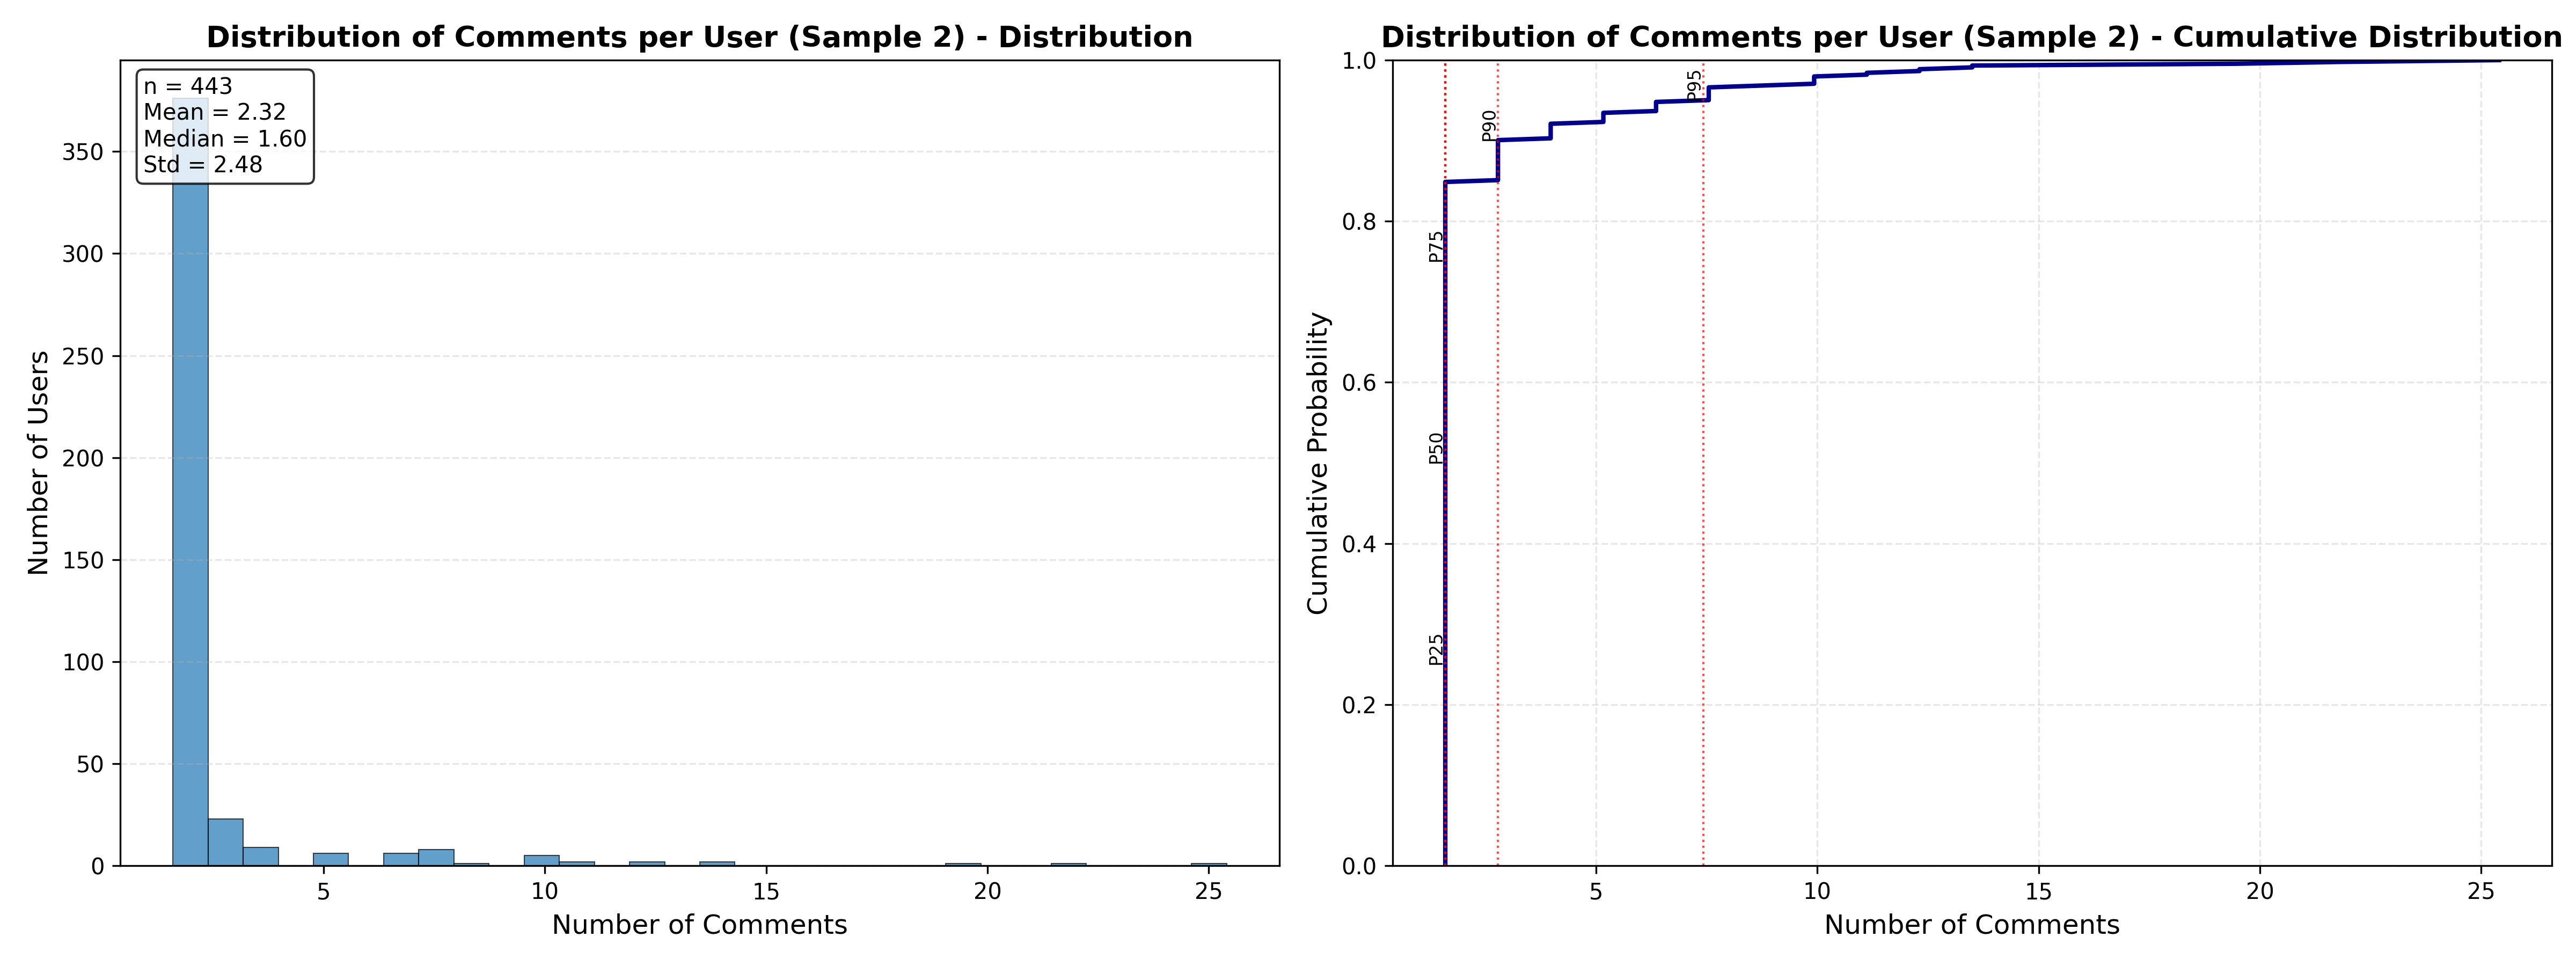 Distribution of Comments per User (Sample 2) - Distribution
n = 443
Mean = 2.32
Median = 1.60
Std = 2.48
Number of Users
350
300
250
200
150
100
50
0
5
10
15
20
25
Number of Comments
Distribution of Comments per User (Sample 2) - Cumulative Distribution
Cumulative Probability
1.0
0.8
0.6
0.4
0.2
0.0
P25
P50
P75
P90
P95
5
10
15
20
25
Number of Comments